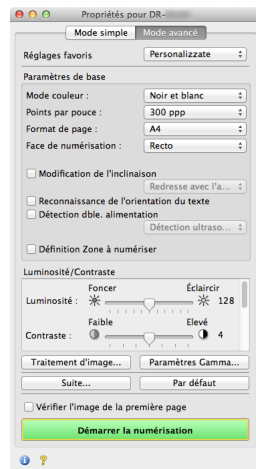 Propriétés pour DR-
Mode simple Mode avancé
Réglages favoris Personalizzate
Paramètres de base
Mode couleur : Noir et blanc
Points par pouce : 300 ppp
Format de page : A4
Face de numérisation : Recto
Modification de l'inclinaison
Redresse avec l'a...
Reconnaissance de l'orientation du texte
Détection dble. alimentation
Détection ultraso...
Définition Zone à numériser
Luminosité/Contraste
Foncer Éclaircir
Luminosité : 128
Faible Elevé
Contraste : 4
Traitement d'image... Paramètres Gamma...
Suite... Par défaut
Vérifier l'image de la première page
Démarrer la numérisation